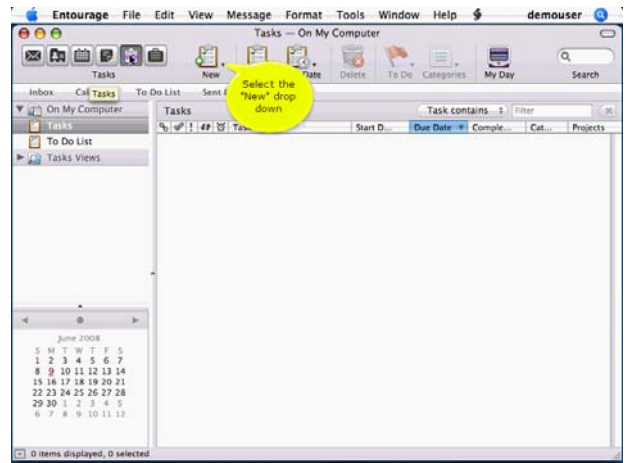 Entourage File Edit View Message Format Tools Window Help demouser
Tasks — On My Computer
Tasks New Date Delete To Do Categories My Day Search
Inbox Tasks To Do List Sent
Select the
"New" drop
down
On My Computer
Tasks
To Do List
Tasks Views
Tasks Task contains Filter
Start D... Due Date Comple... Cat... Projects
June 2008
S M T W T F S
1 2 3 4 5 6 7
8 9 10 11 12 13 14
15 16 17 18 19 20 21
22 23 24 25 26 27 28
29 30 1 2 3 4 5
6 7 8 9 10 11 12
0 items displayed, 0 selected